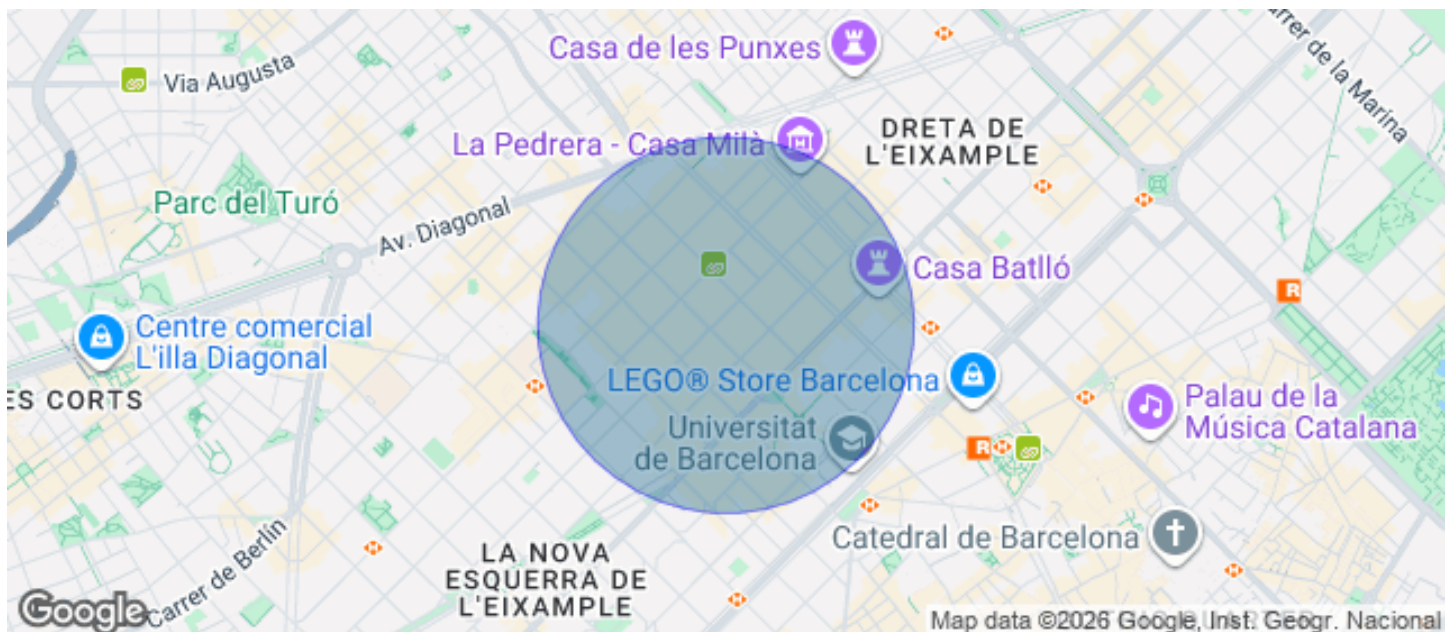 Casa de les Punxes
Via Augusta
Carrer de la Marina
La Pedrera - Casa Milà
DRETA DE
L'EIXAMPLE
Parc del Turó
Av. Diagonal
Casa Batlló
R
Centre comercial
L'illa Diagonal
LEGO® Store Barcelona
ES CORTS
Palau de la
Música Catalana
Universitat
de Barcelona
R
Catedral de Barcelona
LA NOVA
ESQUERRA DE
L'EIXAMPLE
Carrer de Berlín
Google
Map data ©2026 Google, Inst. Geogr. Nacional